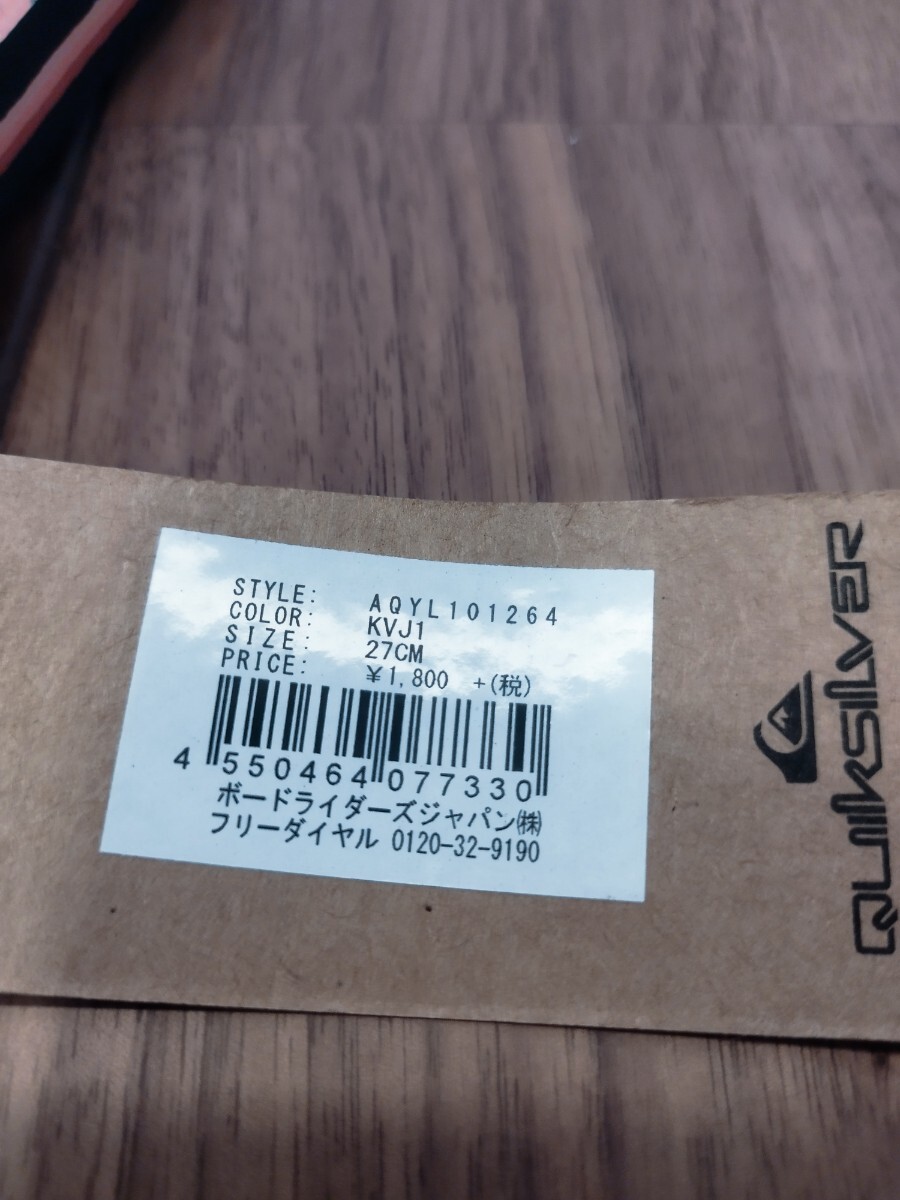 STYLE: AQYL101264
COLOR: KVJ1
SIZE: 27CM
PRICE: ¥1,800 +(税)
4 550464 077330
ボードライダーズジャパン㈱
フリーダイヤル 0120-32-9190
QUIKSILVER